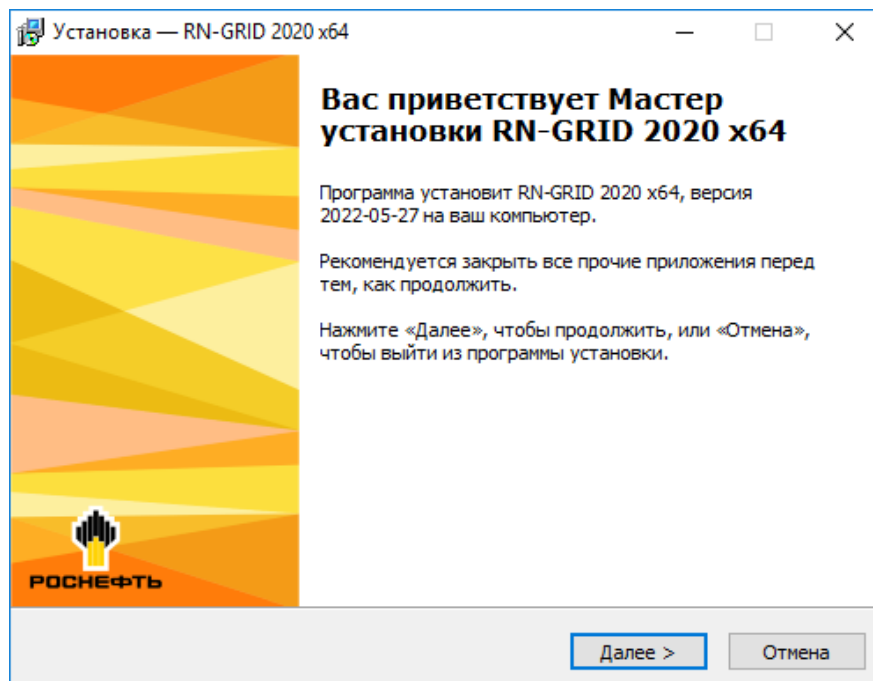 Установка — RN-GRID 2020 x64
Вас приветствует Мастер
установки RN-GRID 2020 x64
Программа установит RN-GRID 2020 x64, версия
2022-05-27 на ваш компьютер.
Рекомендуется закрыть все прочие приложения перед
тем, как продолжить.
Нажмите «Далее», чтобы продолжить, или «Отмена»,
чтобы выйти из программы установки.
РОСНЕФТЬ
Далее >
Отмена